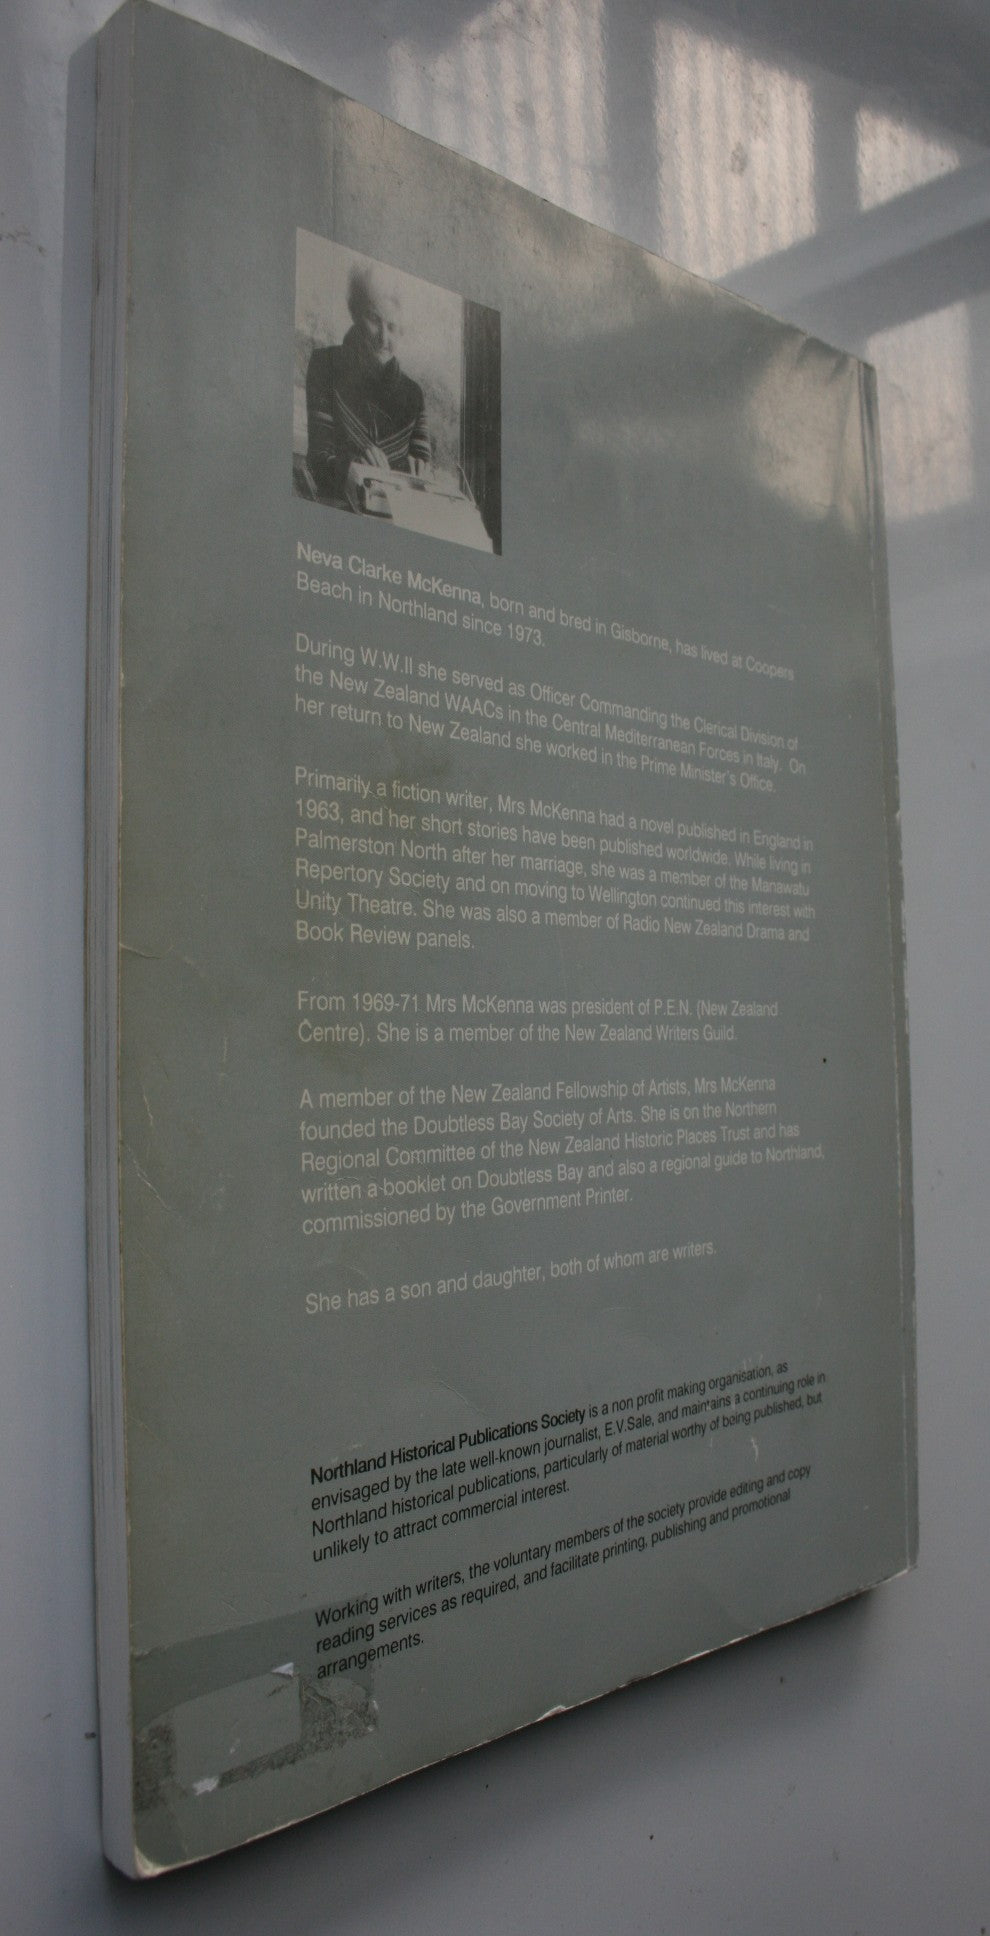 Neva Clarke McKenna, born and bred in Gisborne, has lived at Coopers
Beach in Northland since 1973.
During W.W.II she served as Officer Commanding the Clerical Division of
the New Zealand WAACs in the Central Mediterranean Forces in Italy. On
her return to New Zealand she worked in the Prime Minister's Office.
Primarily a fiction writer, Mrs McKenna had a novel published in England in
1963, and her short stories have been published worldwide. While living in
Palmerston North after her marriage, she was a member of the Manawatu
Repertory Society and on moving to Wellington continued this interest with
Unity Theatre. She was also a member of Radio New Zealand Drama and
Book Review panels.
From 1969-71 Mrs McKenna was president of P.E.N. (New Zealand
Centre). She is a member of the New Zealand Writers Guild.
A member of the New Zealand Fellowship of Artists, Mrs McKenna
founded the Doubtless Bay Society of Arts. She is on the Northern
Regional Committee of the New Zealand Historic Places Trust and has
written a booklet on Doubtless Bay and also a regional guide to Northland,
commissioned by the Government Printer.
She has a son and daughter, both of whom are writers.
Northland Historical Publications Society is a non profit making organisation, as
envisaged by the late well-known journalist, E.V.Sale, and maintains a continuing role in
Northland historical publications, particularly of material worthy of being published, but
unlikely to attract commercial interest.
Working with writers, the voluntary members of the society provide editing and copy
reading services as required, and facilitate printing, publishing and promotional
arrangements.